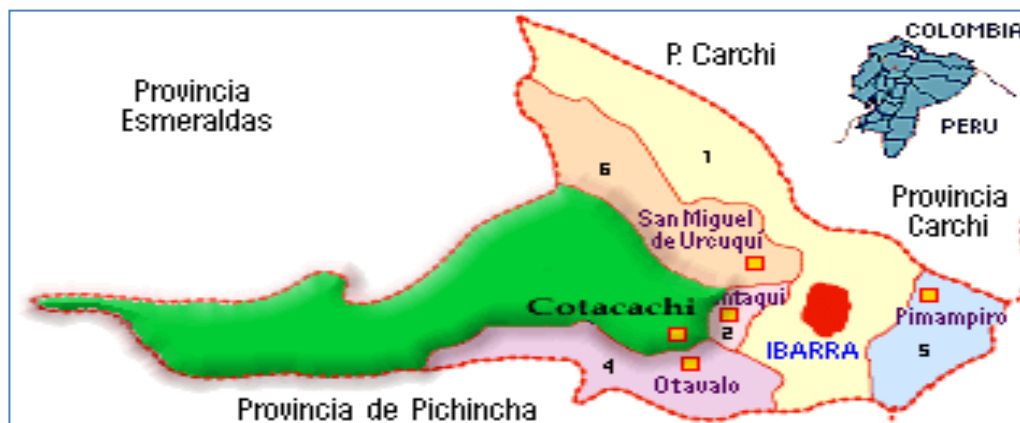 COLOMBIA
P. Carchi
Provincia
Esmeraldas
PERU
1
6
Provincia
Carchi
San Miguel
de Urcuquí
Cotacachi
ntaqui
Pimampiro
2
IBARRA
5
4
Otavalo
Provincia de Pichincha